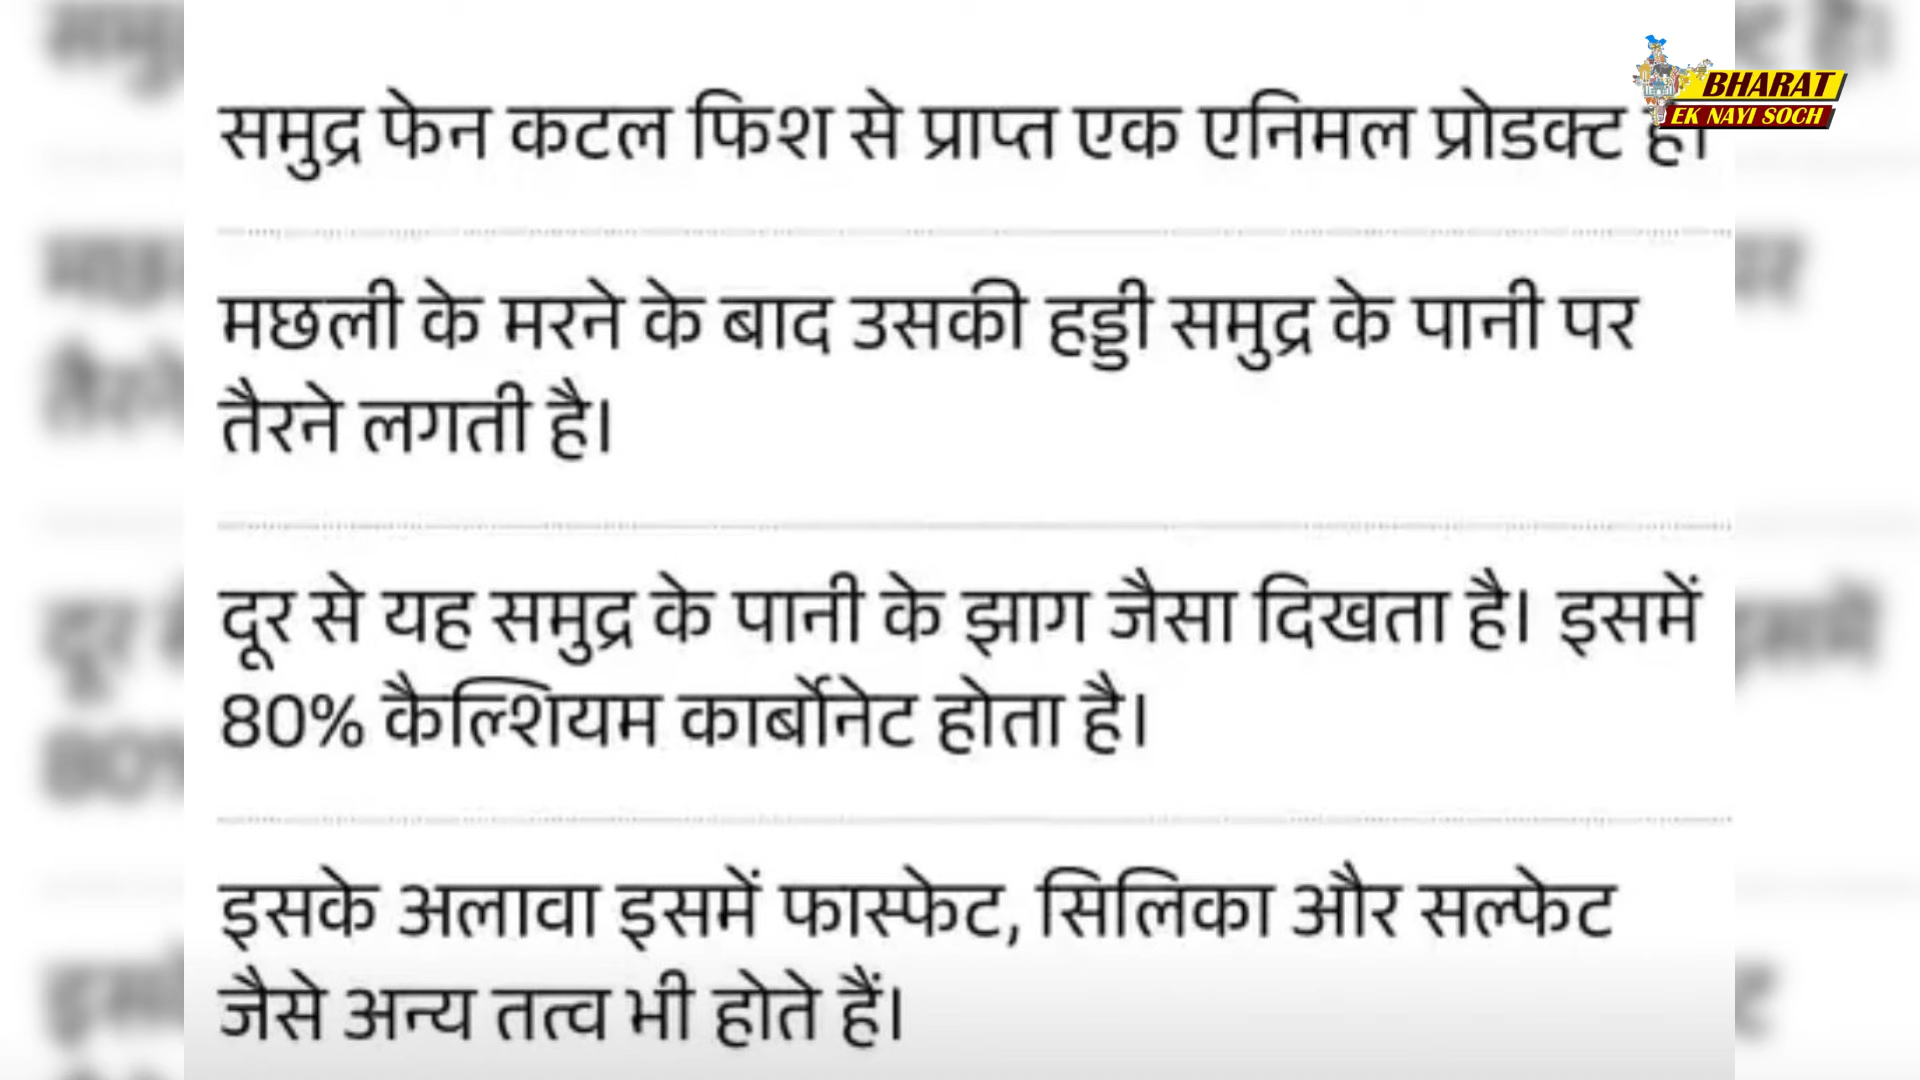 समुद्र फेन कटल फिश से प्राप्त एक एनिमल प्रोडक्ट है।
BHARAT
EK NAYI SOCH
मछली के मरने के बाद उसकी हड्डी समुद्र के पानी पर
तैरने लगती है।
दूर से यह समुद्र के पानी के झाग जैसा दिखता है। इसमें
80% कैल्शियम कार्बोनेट होता है।
इसके अलावा इसमें फास्फेट, सिलिका और सल्फेट
जैसे अन्य तत्व भी होते हैं।